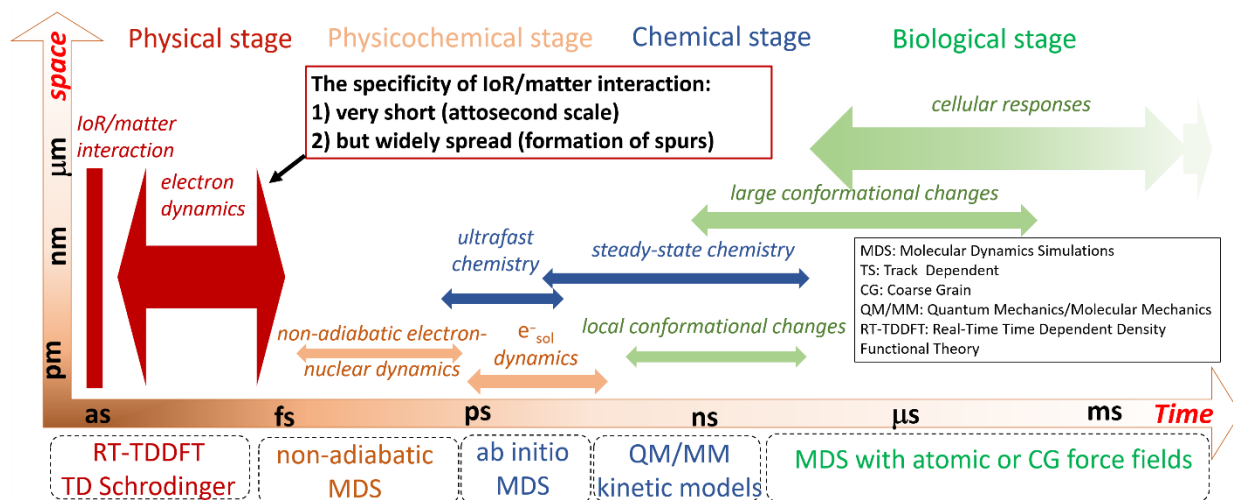 Physical stage
Physicochemical stage
Chemical stage
Biological stage
space
The specificity of IoR/matter interaction:
1) very short (attosecond scale)
2) but widely spread (formation of spurs)
cellular responses
IoR/matter
interaction
μm
electron
dynamics
large conformational changes
nm
ultrafast
chemistry
steady-state chemistry
MDS: Molecular Dynamics Simulations
TS: Track Dependent
CG: Coarse Grain
QM/MM: Quantum Mechanics/Molecular Mechanics
RT-TDDFT: Real-Time Time Dependent Density
Functional Theory
pm
non-adiabatic electron-
nuclear dynamics
e⁻sol
dynamics
local conformational changes
as
fs
ps
ns
μs
ms
Time
RT-TDDFT
TD Schrodinger
non-adiabatic
MDS
ab initio
MDS
QM/MM
kinetic models
MDS with atomic or CG force fields